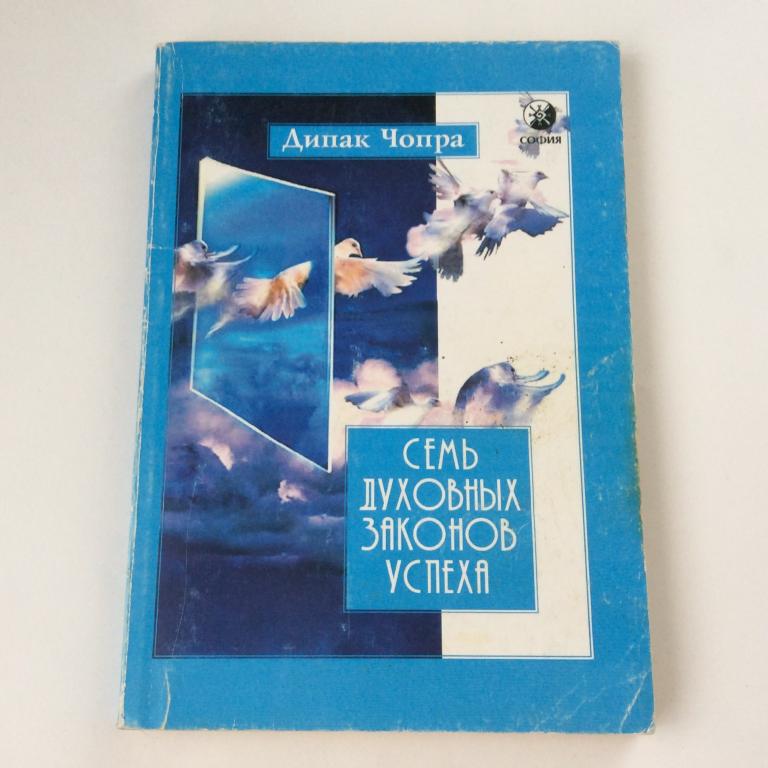 Дипак Чопра
СОФИЯ
СЕМЬ
ДУХОВНЫХ
ЗАКОНОВ
УСПЕХА